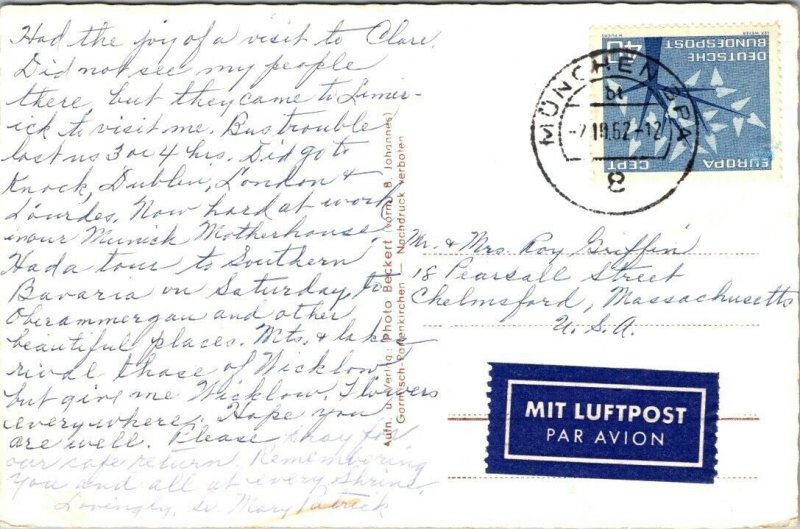 Had the joy of a visit to Clare.
Did not see my people
there, but they came to Limer-
ick to visit me. Bus trouble
lost us 3 or 4 hrs. Did go to
Knock, Dublin, London &
Lourdes. Now hard at work
in our Munich Motherhouse.
Had a tour to Southern
Bavaria on Saturday, to
Oberammergau and other
beautiful places. Mts. & lakes
rival those of Wicklow,
but give me Wicklow. Flowers
everywhere. Hope you
are well. Please pray for
our safe return. Remembering
you and all at every shrine.
Lovingly, Sr. Mary Patrick
Aufn. u. Verlag: Photo Beckert (vorm. B. Johannes)
Garmisch-Partenkirchen — Nachdruck verboten
DEUTSCHE
BUNDESPOST
40
EUROPA
CEPT
MÜNCHEN BPA
bt
-7.10.62-12
8
Mr. & Mrs. Roy Griffin
18 Pearsall Street
Chelmsford, Massachusetts
U.S.A.
MIT LUFTPOST
PAR AVION